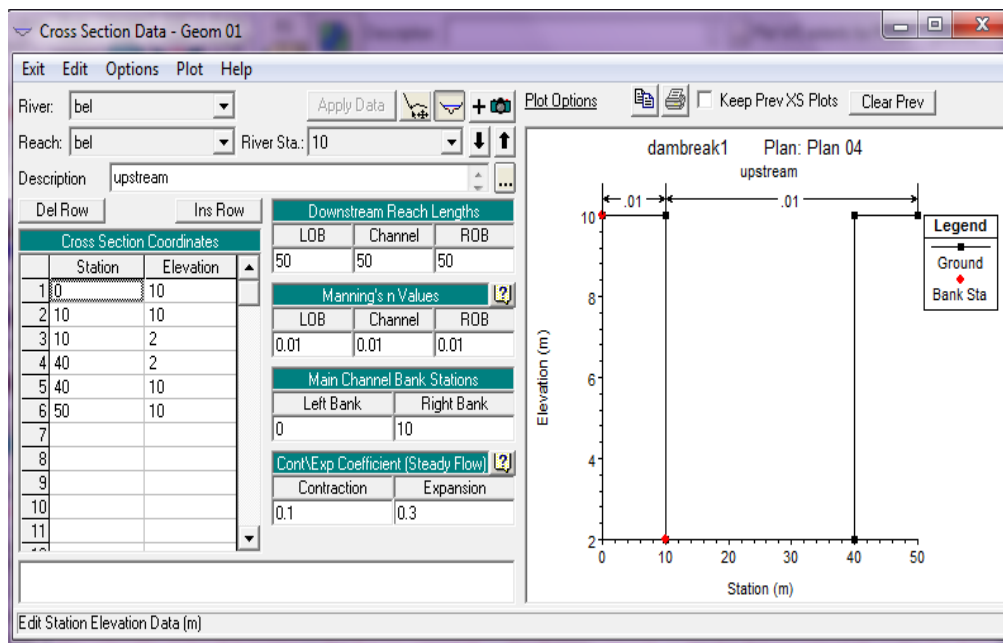 Cross Section Data - Geom 01
Exit Edit Options Plot Help
River: bel Apply Data
Reach: bel River Sta.: 10
Description upstream ...
Del Row Ins Row
Cross Section Coordinates
Station Elevation
1 0 10
2 10 10
3 10 2
4 40 2
5 40 10
6 50 10
7
8
9
10
11
Downstream Reach Lengths
LOB Channel ROB
50 50 50
Manning's n Values
LOB Channel ROB
0.01 0.01 0.01
Main Channel Bank Stations
Left Bank Right Bank
0 10
Cont\Exp Coefficient (Steady Flow)
Contraction Expansion
0.1 0.3
Plot Options Keep Prev XS Plots Clear Prev
dambreak1 Plan: Plan 04
upstream
.01 .01
10
8
6
4
2
0 10 20 30 40 50
Station (m)
Elevation (m)
Legend
Ground
Bank Sta
Edit Station Elevation Data (m)